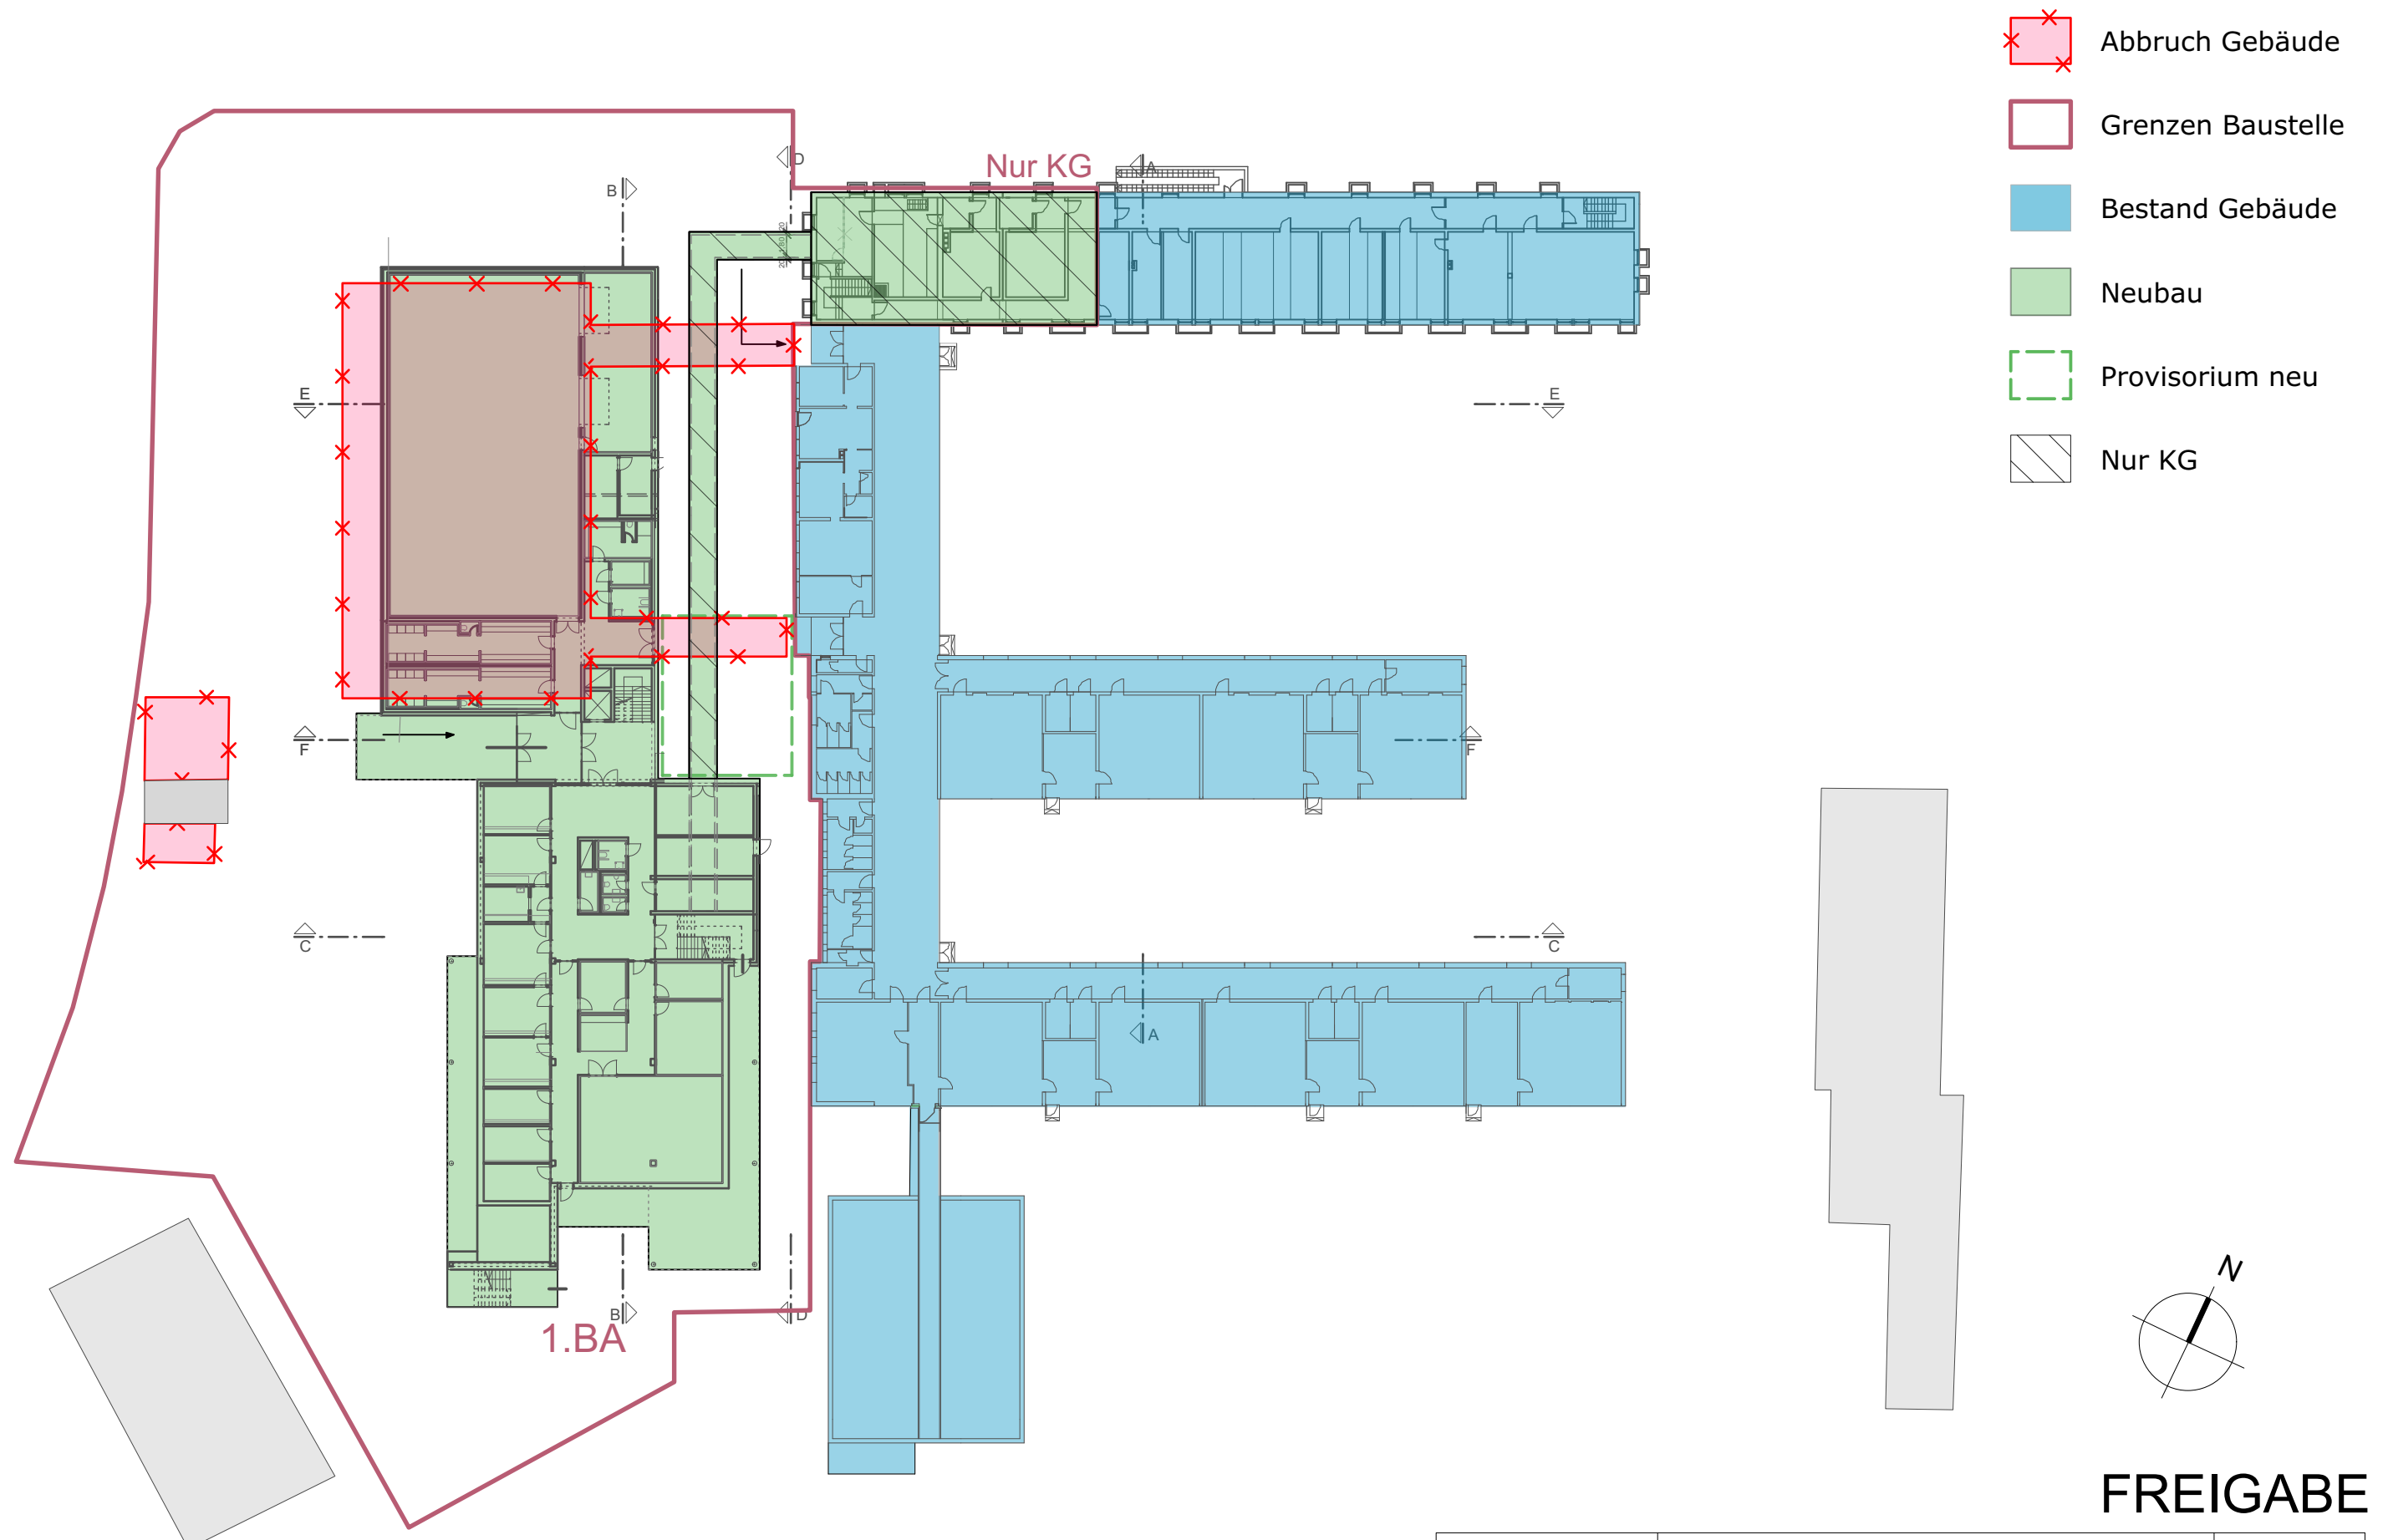 Abbruch Gebäude
Grenzen Baustelle
Bestand Gebäude
Neubau
Provisorium neu
Nur KG
Nur KG
D
A
B
E
E
F
F
C
C
A
B
D
1.BA
N
FREIGABE